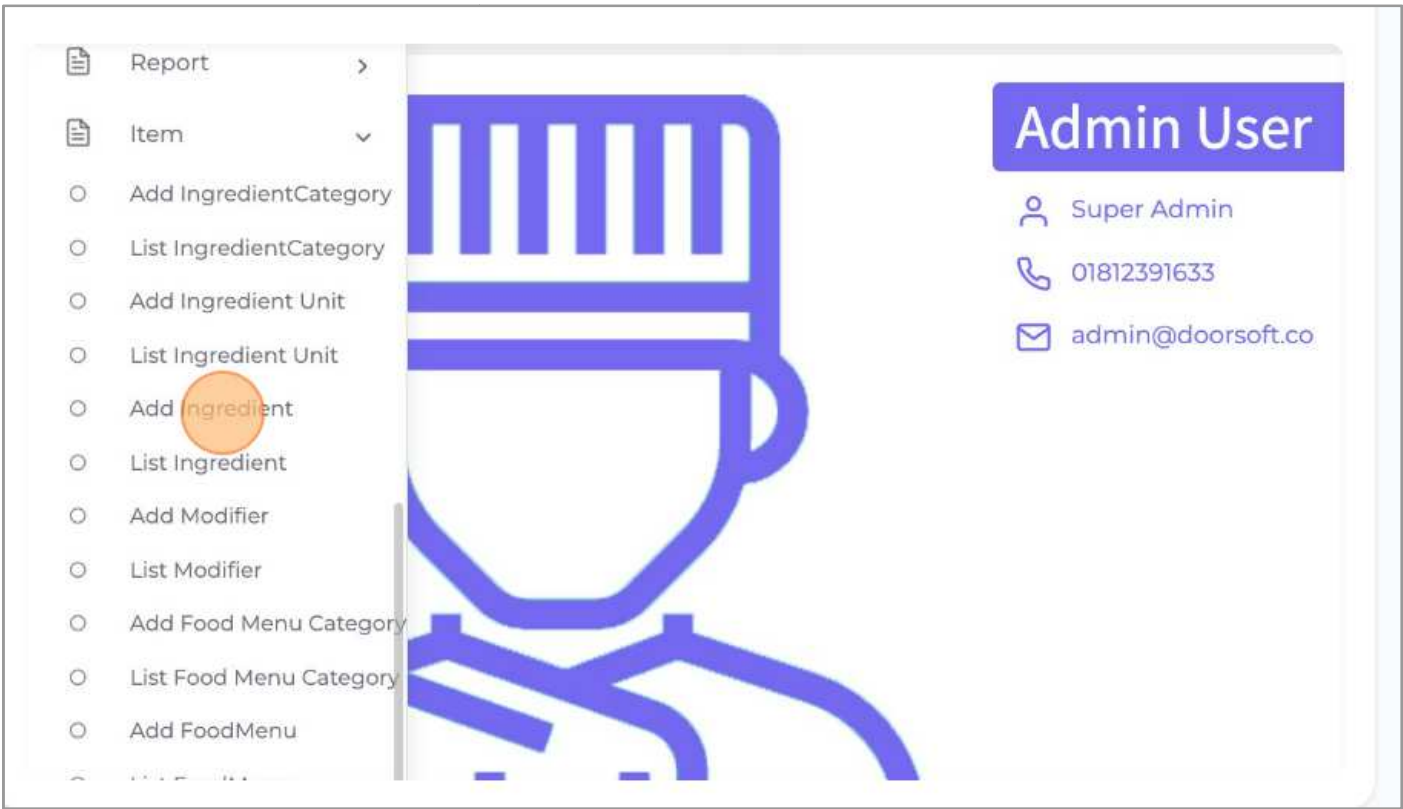 Report
Item
Add IngredientCategory
List IngredientCategory
Add Ingredient Unit
List Ingredient Unit
Add Ingredient
List Ingredient
Add Modifier
List Modifier
Add Food Menu Category
List Food Menu Category
Add FoodMenu
Admin User
Super Admin
01812391633
admin@doorsoft.co